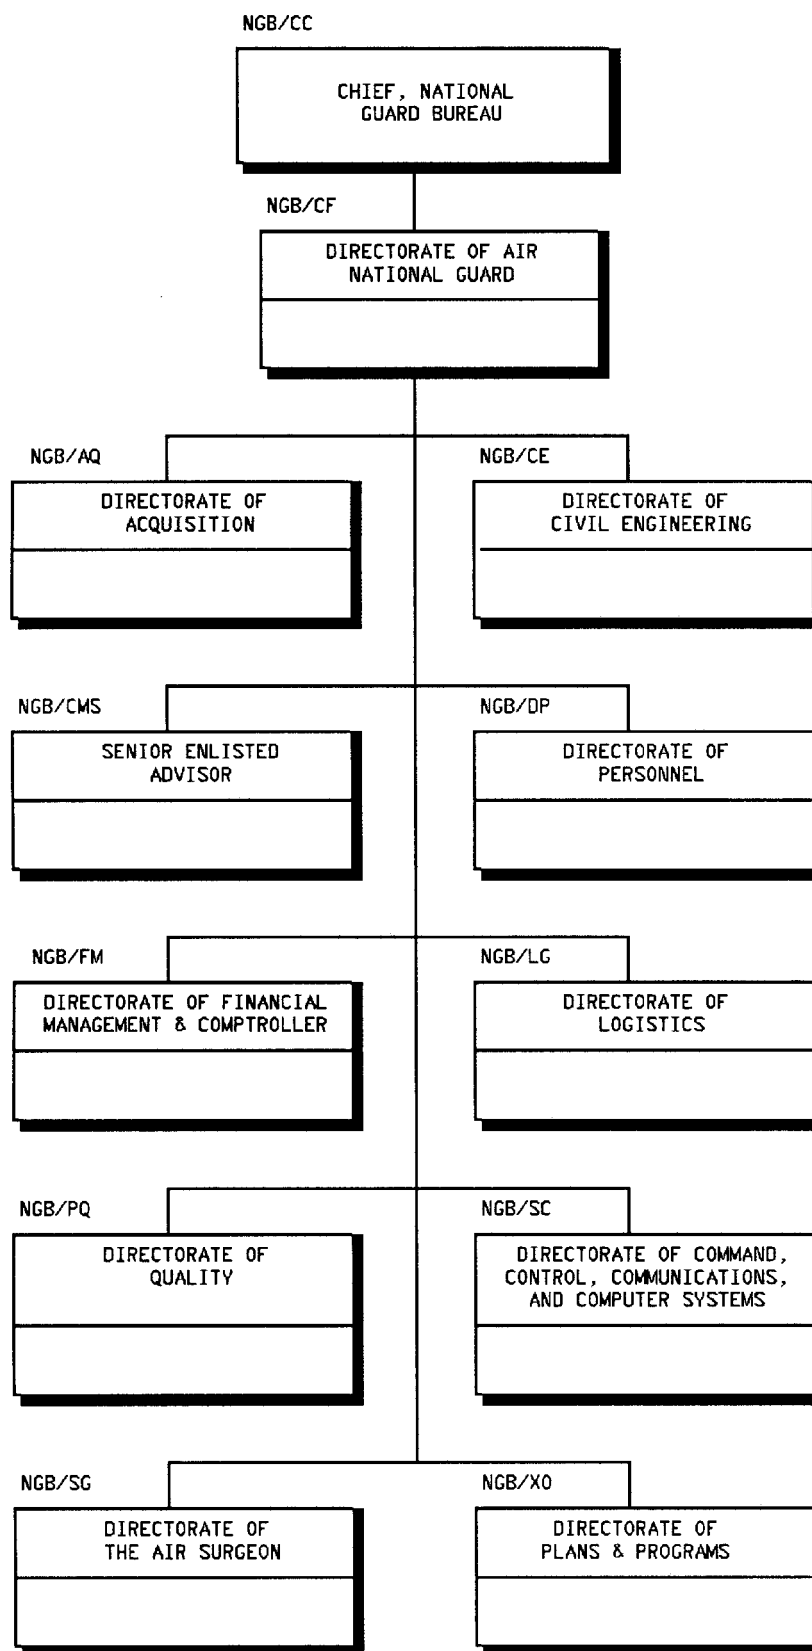 NGB/CC
CHIEF, NATIONAL
GUARD BUREAU
NGB/CF
DIRECTORATE OF AIR
NATIONAL GUARD
NGB/AQ
DIRECTORATE OF
ACQUISITION
NGB/CE
DIRECTORATE OF
CIVIL ENGINEERING
NGB/CMS
SENIOR ENLISTED
ADVISOR
NGB/DP
DIRECTORATE OF
PERSONNEL
NGB/FM
DIRECTORATE OF FINANCIAL
MANAGEMENT & COMPTROLLER
NGB/LG
DIRECTORATE OF
LOGISTICS
NGB/PQ
DIRECTORATE OF
QUALITY
NGB/SC
DIRECTORATE OF COMMAND,
CONTROL, COMMUNICATIONS,
AND COMPUTER SYSTEMS
NGB/SG
DIRECTORATE OF
THE AIR SURGEON
NGB/XO
DIRECTORATE OF
PLANS & PROGRAMS